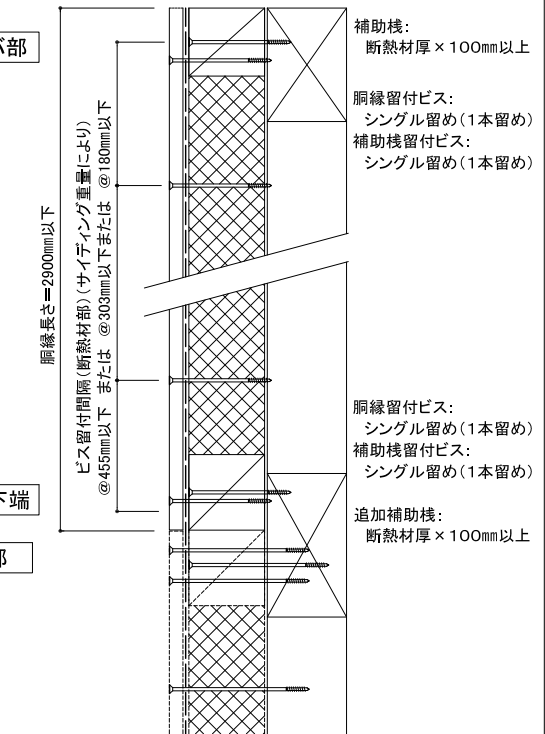 部
補助桟:
断熱材厚×100mm以上
胴縁留付ビス:
シングル留め(1本留め)
補助桟留付ビス:
シングル留め(1本留め)
胴縁長さ=2900mm以下
ビス留付間隔(断熱材部)(サイディング重量により)
@455mm以下 または @303mm以下または @180mm以下
胴縁留付ビス:
シングル留め(1本留め)
補助桟留付ビス:
シングル留め(1本留め)
下端
追加補助桟:
断熱材厚×100mm以上
部